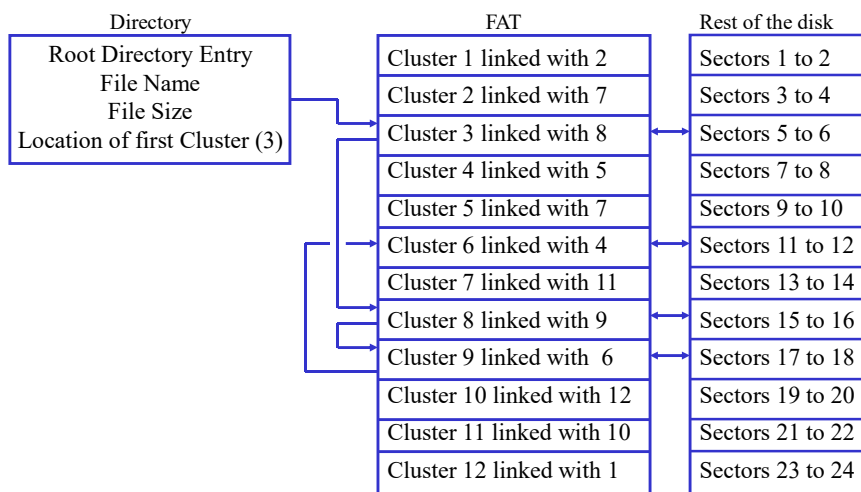 Directory
Root Directory Entry
File Name
File Size
Location of first Cluster (3)
FAT
Cluster 1 linked with 2
Cluster 2 linked with 7
Cluster 3 linked with 8
Cluster 4 linked with 5
Cluster 5 linked with 7
Cluster 6 linked with 4
Cluster 7 linked with 11
Cluster 8 linked with 9
Cluster 9 linked with  6
Cluster 10 linked with 12
Cluster 11 linked with 10
Cluster 12 linked with 1
Rest of the disk
Sectors 1 to 2
Sectors 3 to 4
Sectors 5 to 6
Sectors 7 to 8
Sectors 9 to 10
Sectors 11 to 12
Sectors 13 to 14
Sectors 15 to 16
Sectors 17 to 18
Sectors 19 to 20
Sectors 21 to 22
Sectors 23 to 24